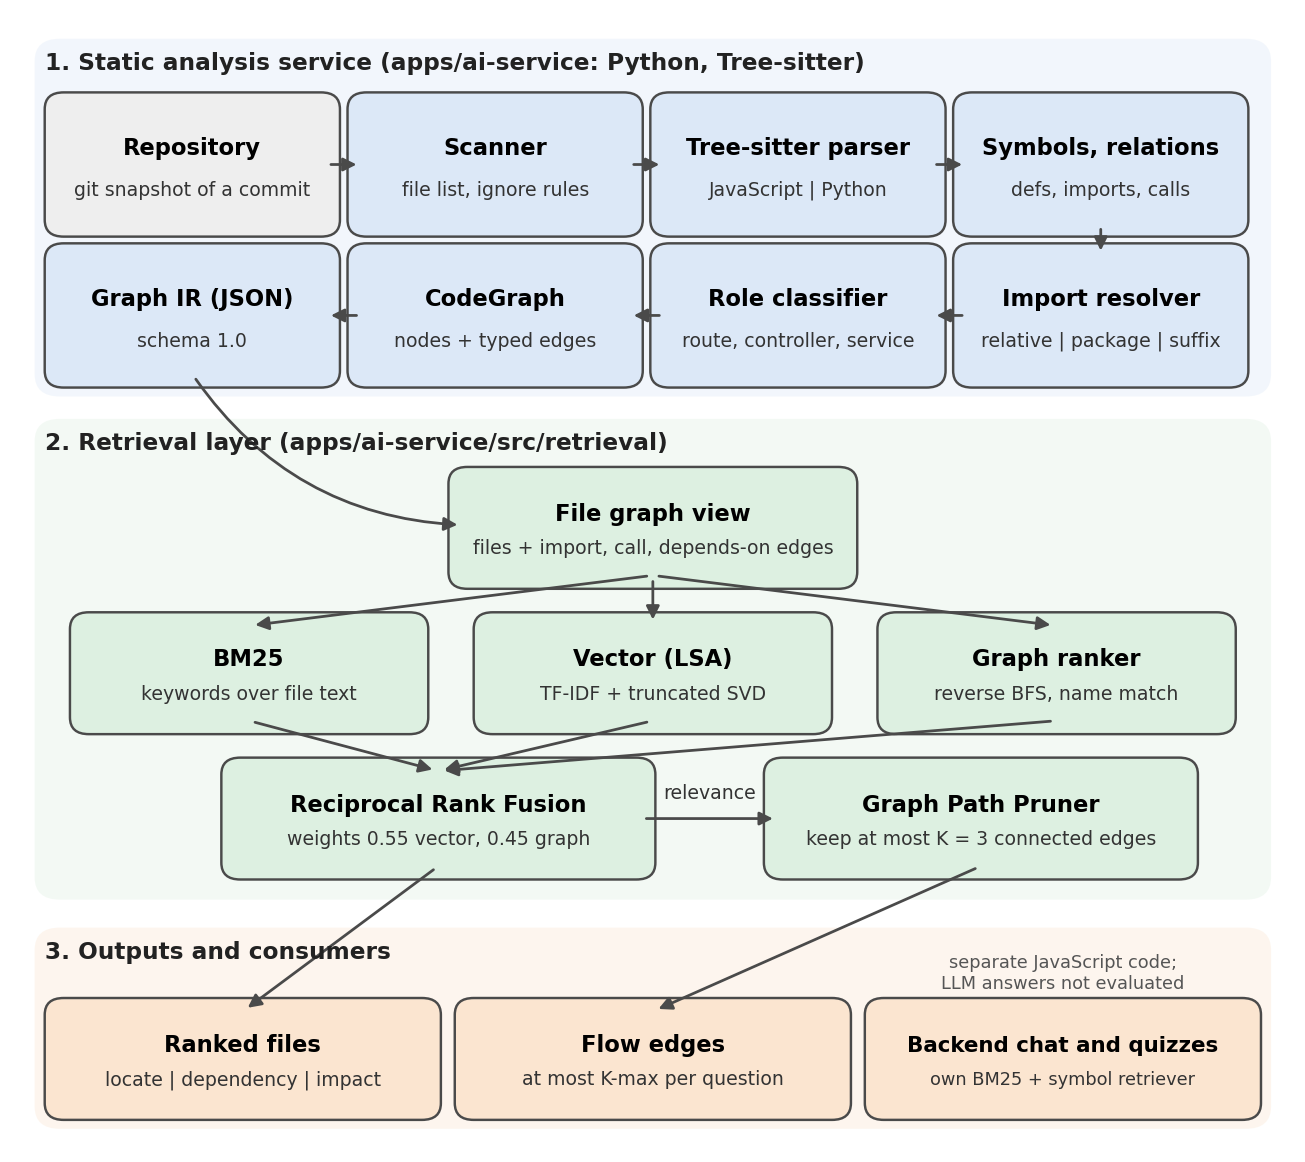 1. Static analysis service (apps/ai-service: Python, Tree-sitter)
Repository
git snapshot of a commit
Scanner
file list, ignore rules
Tree-sitter parser
JavaScript | Python
Symbols, relations
defs, imports, calls
Graph IR (JSON)
schema 1.0
CodeGraph
nodes + typed edges
Role classifier
route, controller, service
Import resolver
relative | package | suffix
2. Retrieval layer (apps/ai-service/src/retrieval)
File graph view
files + import, call, depends-on edges
BM25
keywords over file text
Vector (LSA)
TF-IDF + truncated SVD
Graph ranker
reverse BFS, name match
Reciprocal Rank Fusion
weights 0.55 vector, 0.45 graph
relevance
Graph Path Pruner
keep at most K = 3 connected edges
3. Outputs and consumers
separate JavaScript code;
LLM answers not evaluated
Ranked files
locate | dependency | impact
Flow edges
at most K-max per question
Backend chat and quizzes
own BM25 + symbol retriever